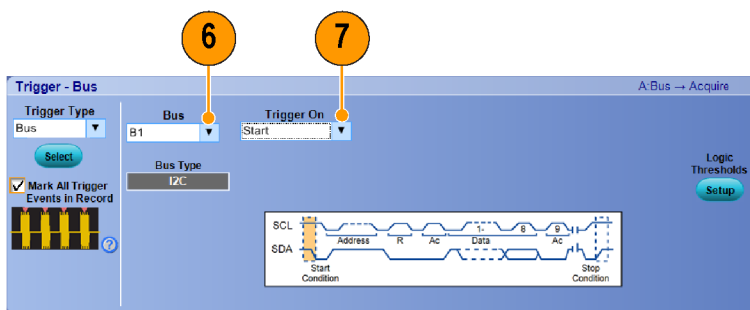 6 7
Trigger - Bus A:Bus → Acquire
Trigger Type
Bus
Select
Mark All Trigger
Events in Record
?
Bus
B1
Bus Type
I2C
Trigger On
Start
Logic
Thresholds
Setup
SCL 1- 8 9
Address R Ac Data Ac
SDA
Start
Condition
Stop
Condition